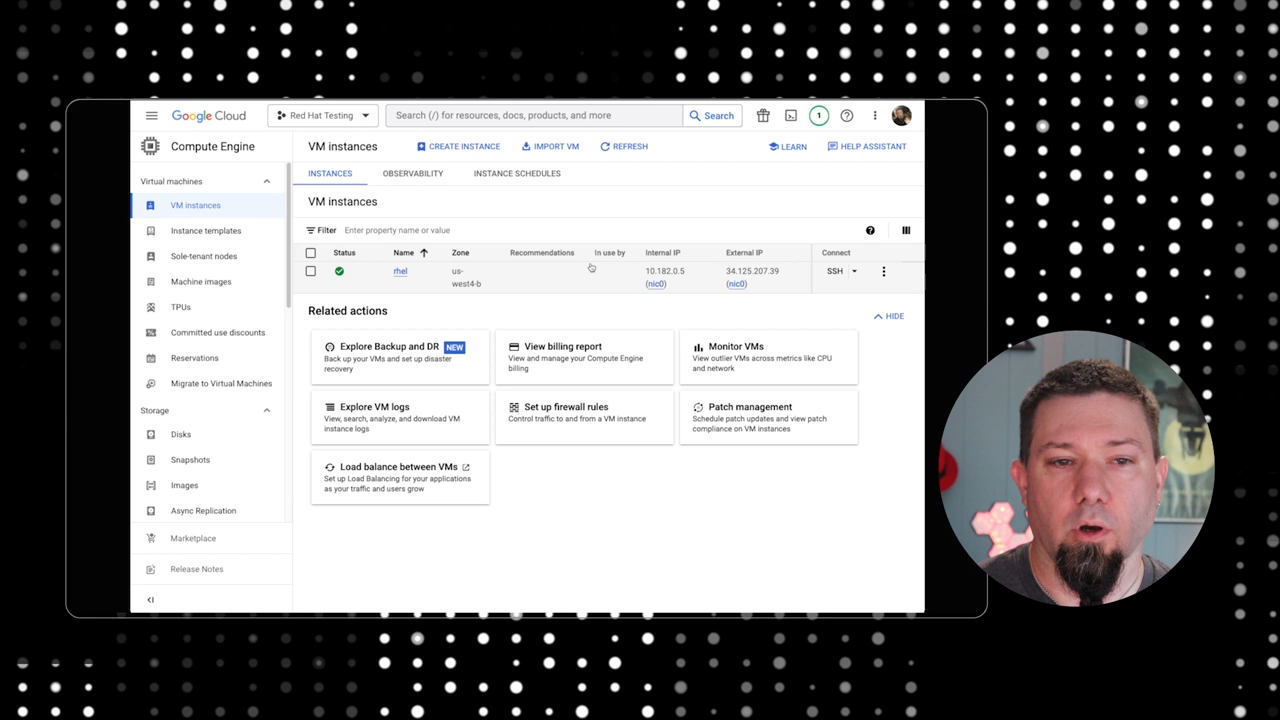 Google Cloud
Red Hat Testing
Search (/) for resources, docs, products, and more
Search
1
Compute Engine
VM instances
CREATE INSTANCE
IMPORT VM
REFRESH
LEARN
HELP ASSISTANT
Virtual machines
VM instances
Instance templates
Sole-tenant nodes
Machine images
TPUs
Committed use discounts
Reservations
Migrate to Virtual Machines
Storage
Disks
Snapshots
Images
Async Replication
Marketplace
Release Notes
INSTANCES
OBSERVABILITY
INSTANCE SCHEDULES
VM instances
Filter
Enter property name or value
Status
Name
Zone
Recommendations
In use by
Internal IP
External IP
Connect
rhel
us-
west4-b
10.182.0.5
(nic0)
34.125.207.39
(nic0)
SSH
Related actions
HIDE
Explore Backup and DR NEW
Back up your VMs and set up disaster
recovery
View billing report
View and manage your Compute Engine
billing
Monitor VMs
View outlier VMs across metrics like CPU
and network
Explore VM logs
View, search, analyze, and download VM
instance logs
Set up firewall rules
Control traffic to and from a VM instance
Patch management
Schedule patch updates and view patch
compliance on VM instances
Load balance between VMs
Set up Load Balancing for your applications
as your traffic and users grow